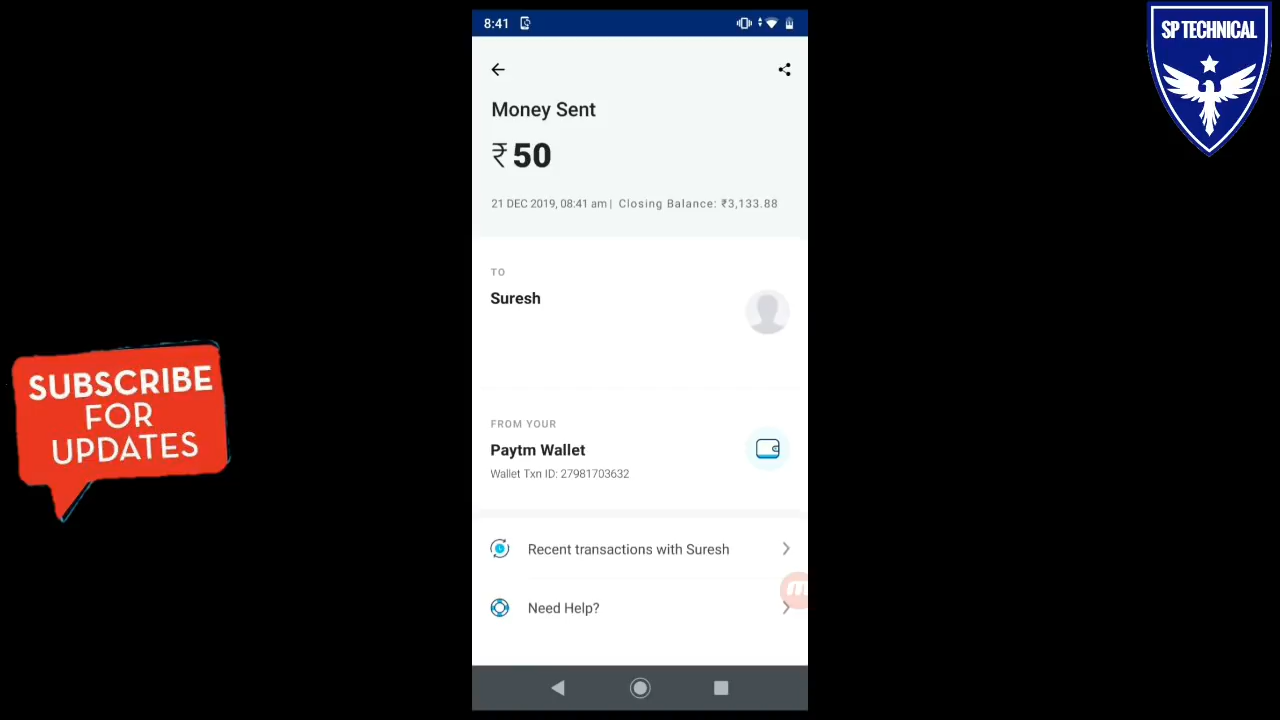 8:41
Money Sent
₹50
21 DEC 2019, 08:41 am | Closing Balance: ₹3,133.88
TO
Suresh
FROM YOUR
Paytm Wallet
Wallet Txn ID: 27981703632
Recent transactions with Suresh
Need Help?
SUBSCRIBE
FOR
UPDATES
SP TECHNICAL